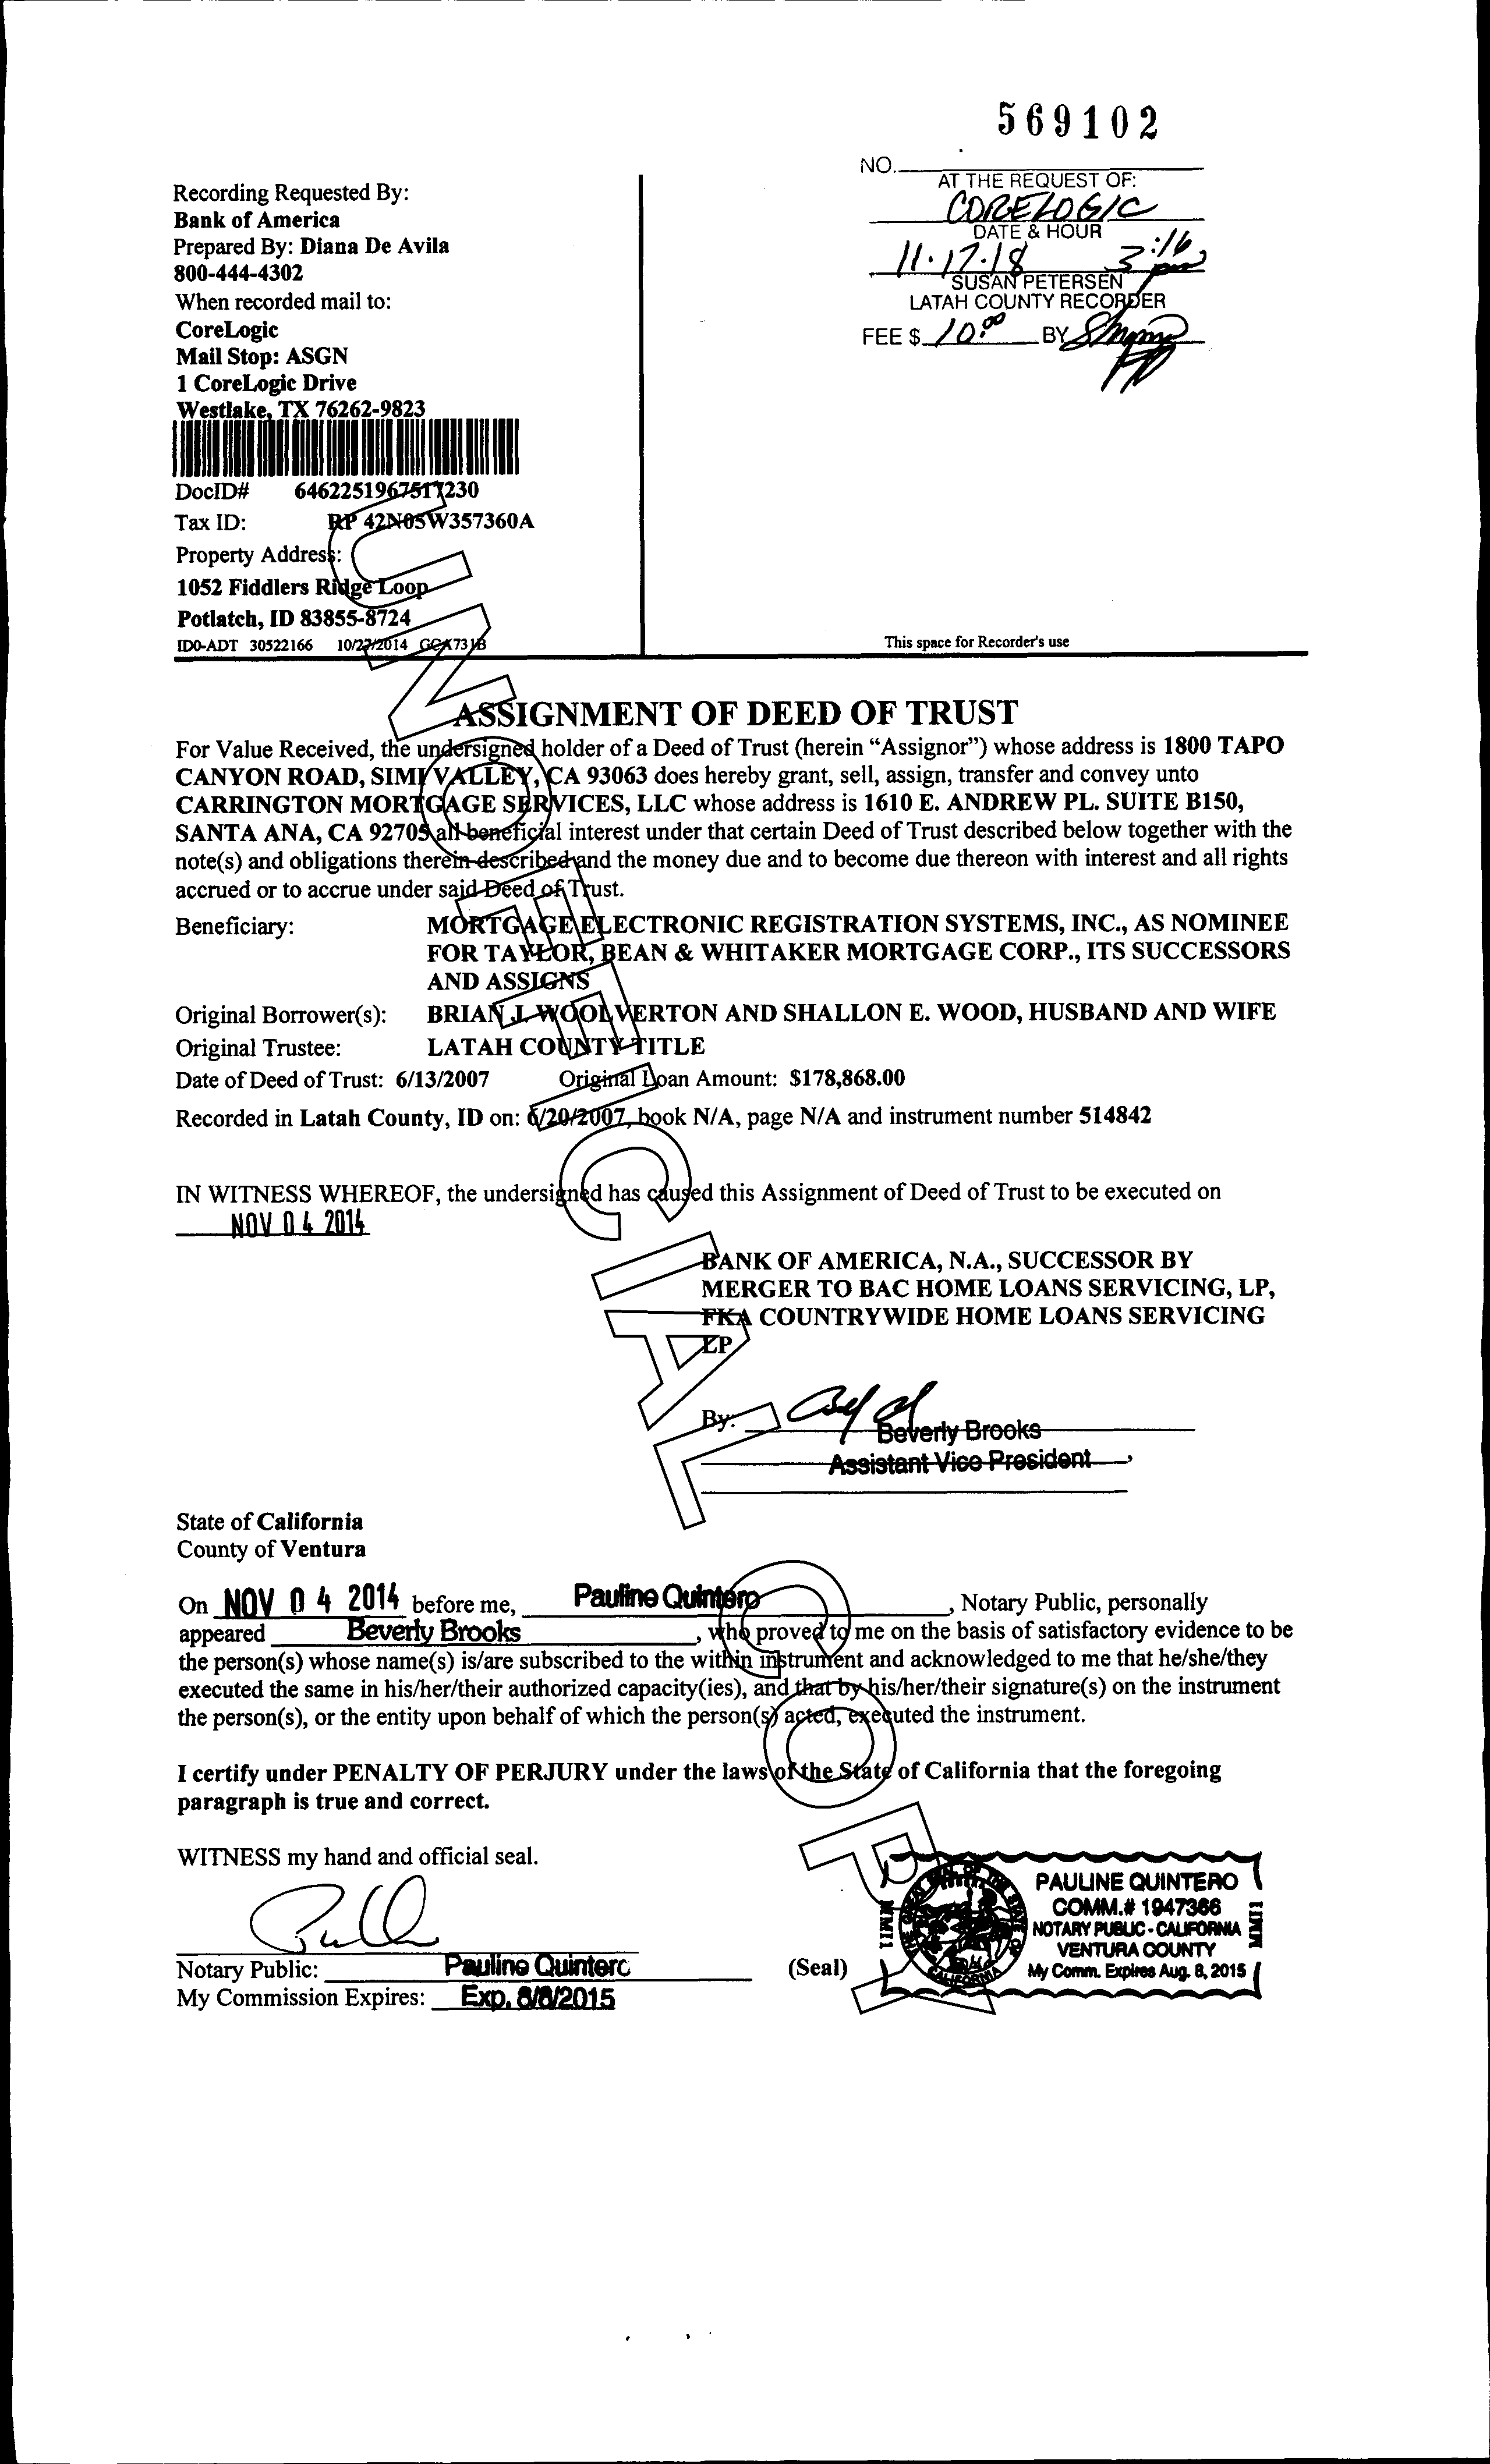 569102
NO.
AT THE REQUEST OF:
CORELOGIC
DATE & HOUR
11.17.18 3:16 pm
SUSAN PETERSEN
LATAH COUNTY RECORDER
FEE $ 10.00 BY
Recording Requested By:
Bank of America
Prepared By: Diana De Avila
800-444-4302
When recorded mail to:
CoreLogic
Mail Stop: ASGN
1 CoreLogic Drive
Westlake, TX 76262-9823
DocID# 6462251967517230
Tax ID: RP 42N05W357360A
Property Address:
1052 Fiddlers Ridge Loop
Potlatch, ID 83855-8724
ID0-ADT 30522166 10/27/2014 GCA731B
This space for Recorder's use
ASSIGNMENT OF DEED OF TRUST
For Value Received, the undersigned holder of a Deed of Trust (herein “Assignor”) whose address is 1800 TAPO
CANYON ROAD, SIMI VALLEY, CA 93063 does hereby grant, sell, assign, transfer and convey unto
CARRINGTON MORTGAGE SERVICES, LLC whose address is 1610 E. ANDREW PL. SUITE B150,
SANTA ANA, CA 92705 all beneficial interest under that certain Deed of Trust described below together with the
note(s) and obligations therein described and the money due and to become due thereon with interest and all rights
accrued or to accrue under said Deed of Trust.
Beneficiary: MORTGAGE ELECTRONIC REGISTRATION SYSTEMS, INC., AS NOMINEE
FOR TAYLOR, BEAN & WHITAKER MORTGAGE CORP., ITS SUCCESSORS
AND ASSIGNS
Original Borrower(s): BRIAN J. WOOLVERTON AND SHALLON E. WOOD, HUSBAND AND WIFE
Original Trustee: LATAH COUNTY TITLE
Date of Deed of Trust: 6/13/2007 Original Loan Amount: $178,868.00
Recorded in Latah County, ID on: 6/20/2007, book N/A, page N/A and instrument number 514842
IN WITNESS WHEREOF, the undersigned has caused this Assignment of Deed of Trust to be executed on
NOV 04 2014
BANK OF AMERICA, N.A., SUCCESSOR BY
MERGER TO BAC HOME LOANS SERVICING, LP,
FKA COUNTRYWIDE HOME LOANS SERVICING
LP
By:
Beverly Brooks
Assistant Vice President
State of California
County of Ventura
On NOV 04 2014 before me, Pauline Quintero, Notary Public, personally
appeared Beverly Brooks, who proved to me on the basis of satisfactory evidence to be
the person(s) whose name(s) is/are subscribed to the within instrument and acknowledged to me that he/she/they
executed the same in his/her/their authorized capacity(ies), and that by his/her/their signature(s) on the instrument
the person(s), or the entity upon behalf of which the person(s) acted, executed the instrument.
I certify under PENALTY OF PERJURY under the laws of the State of California that the foregoing
paragraph is true and correct.
WITNESS my hand and official seal.
Notary Public: Pauline Quintero (Seal)
My Commission Expires: Exp. 8/8/2015
PAULINE QUINTERO
COMM.# 1947366
NOTARY PUBLIC - CALIFORNIA
VENTURA COUNTY
My Comm. Expires Aug. 8, 2015
MM11
MM11
THE GREAT SEAL OF THE STATE OF CALIFORNIA
UNOFFICIAL COPY